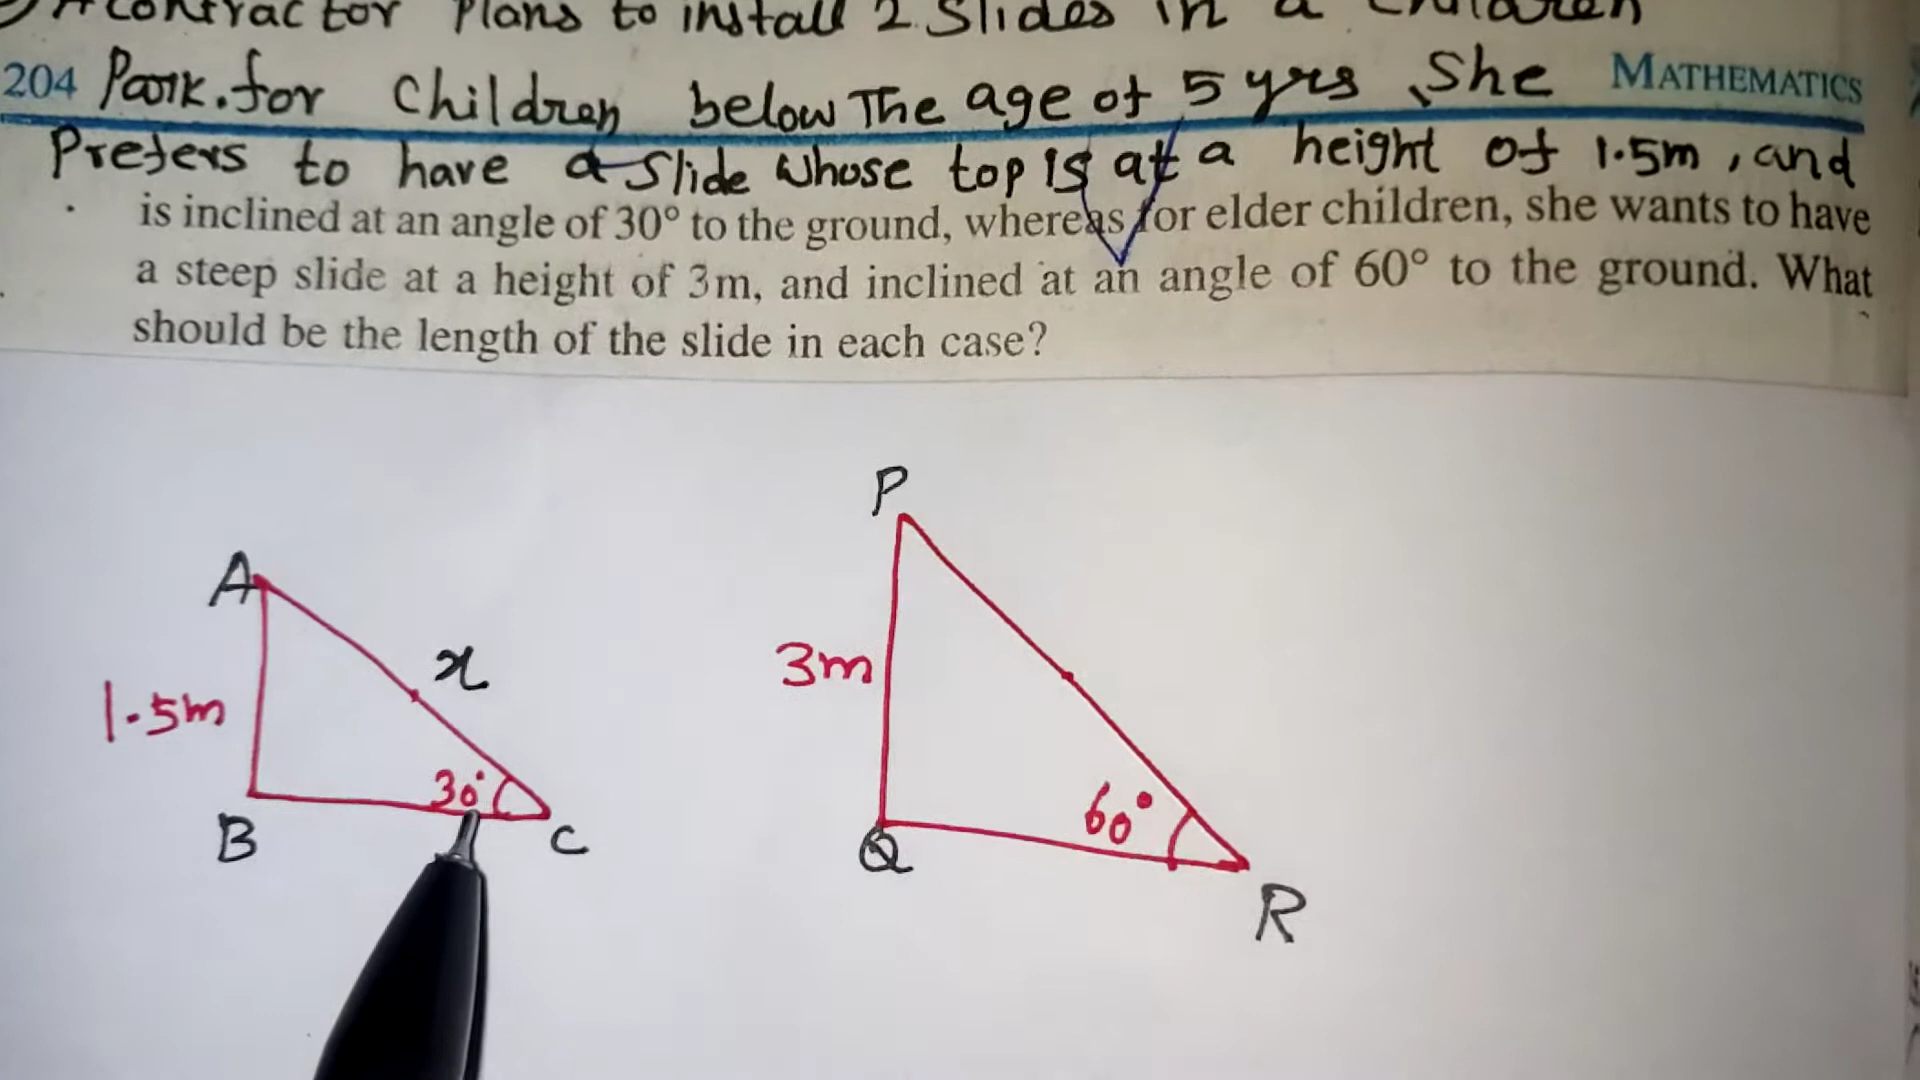 Contractor Plans to install 2 Slides in a Children
204 Park. for Children below The age of 5 yrs, She MATHEMATICS
Prefers to have a Slide whose top is at a height of 1.5m, and
is inclined at an angle of 30° to the ground, whereas for elder children, she wants to have
a steep slide at a height of 3m, and inclined at an angle of 60° to the ground. What
should be the length of the slide in each case?
P
A
x
3m
1.5m
30°
60°
B
C
Q
R